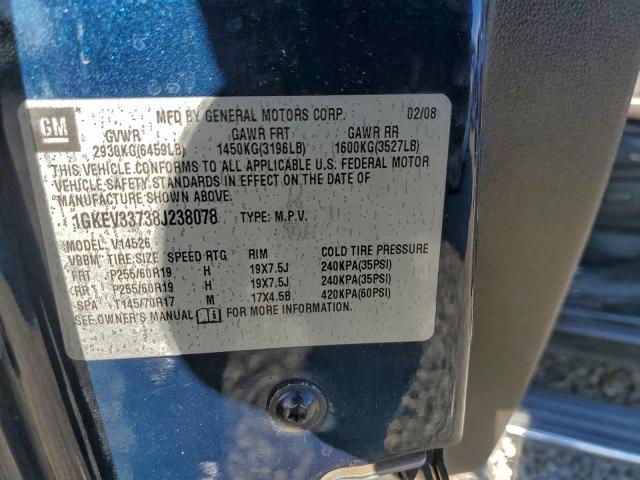 GM
MFD BY GENERAL MOTORS CORP. 02/08
GVWR GAWR FRT GAWR RR
2930KG(6459LB) 1450KG(3196LB) 1600KG(3527LB)
THIS VEHICLE CONFORMS TO ALL APPLICABLE U.S. FEDERAL MOTOR
VEHICLE SAFETY STANDARDS IN EFFECT ON THE DATE OF
MANUFACTURE SHOWN ABOVE.
1GKEV33738J238078 TYPE: M.P.V.
MODEL: V14526
VBBM TIRE SIZE SPEED RTG RIM COLD TIRE PRESSURE
FRT P255/60R19 H 19X7.5J 240KPA(35PSI)
RR P255/60R19 H 19X7.5J 240KPA(35PSI)
SPA T145/70R17 M 17X4.5B 420KPA(60PSI)
SEE OWNER'S MANUAL FOR MORE INFORMATION.